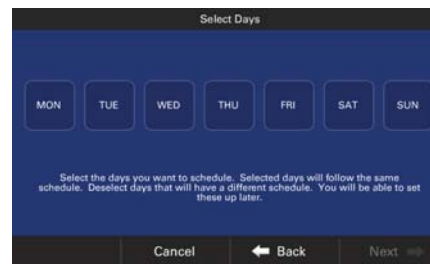 Select Days
MON TUE WED THU FRI SAT SUN
Select the days you want to schedule. Selected days will follow the same
schedule. Deselect days that will have a different schedule. You will be able to set
these up later.
Cancel Back Next